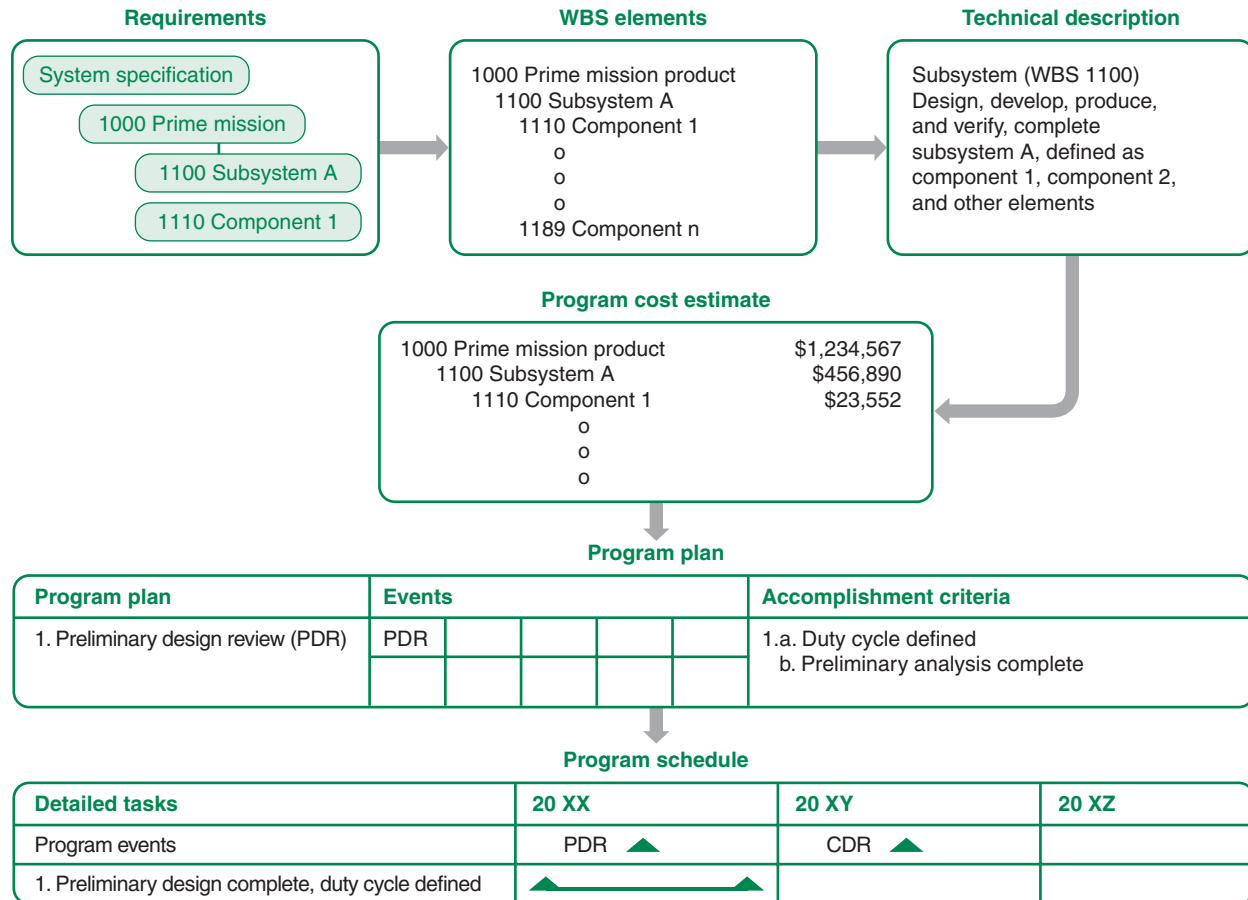 Requirements
System specification
1000 Prime mission
1100 Subsystem A
1110 Component 1
WBS elements
1000 Prime mission product
1100 Subsystem A
1110 Component 1
o
o
o
1189 Component n
Technical description
Subsystem (WBS 1100)
Design, develop, produce,
and verify, complete
subsystem A, defined as
component 1, component 2,
and other elements
Program cost estimate
1000 Prime mission product $1,234,567
1100 Subsystem A $456,890
1110 Component 1 $23,552
o
o
o
Program plan
Program plan Events Accomplishment criteria
1. Preliminary design review (PDR) PDR 1.a. Duty cycle defined
b. Preliminary analysis complete
Program schedule
Detailed tasks 20 XX 20 XY 20 XZ
Program events PDR CDR
1. Preliminary design complete, duty cycle defined